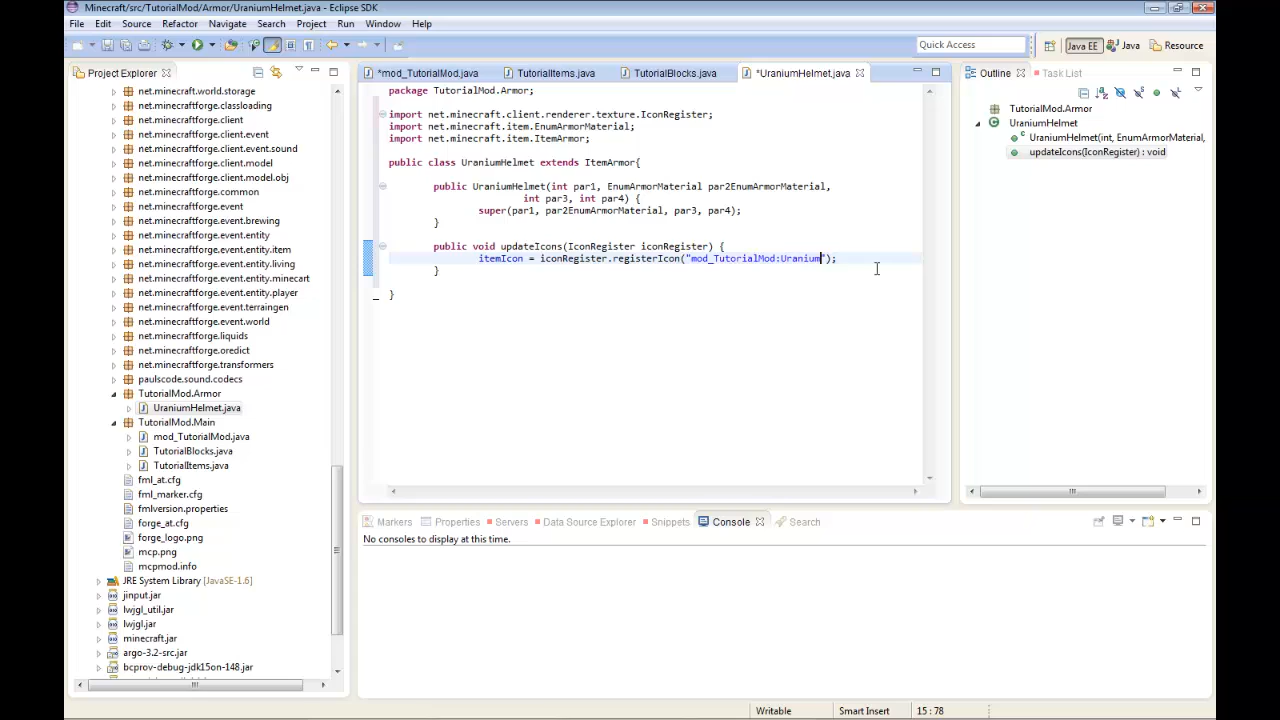 Minecraft/src/TutorialMod/Armor/UraniumHelmet.java - Eclipse SDK
File Edit Source Refactor Navigate Search Project Run Window Help
Quick Access
Java EE Java Resource
Project Explorer
*mod_TutorialMod.java TutorialItems.java TutorialBlocks.java *UraniumHelmet.java
Outline Task List
net.minecraft.world.storage
net.minecraftforge.classloading
net.minecraftforge.client
net.minecraftforge.client.event
net.minecraftforge.client.event.sound
net.minecraftforge.client.model
net.minecraftforge.client.model.obj
net.minecraftforge.common
net.minecraftforge.event
net.minecraftforge.event.brewing
net.minecraftforge.event.entity
net.minecraftforge.event.entity.item
net.minecraftforge.event.entity.living
net.minecraftforge.event.entity.minecart
net.minecraftforge.event.entity.player
net.minecraftforge.event.terraingen
net.minecraftforge.event.world
net.minecraftforge.liquids
net.minecraftforge.oredict
net.minecraftforge.transformers
paulscode.sound.codecs
TutorialMod.Armor
UraniumHelmet.java
TutorialMod.Main
mod_TutorialMod.java
TutorialBlocks.java
TutorialItems.java
fml_at.cfg
fml_marker.cfg
fmlversion.properties
forge_at.cfg
forge_logo.png
mcp.png
mcpmod.info
JRE System Library [JavaSE-1.6]
jinput.jar
lwjgl_util.jar
lwjgl.jar
minecraft.jar
argo-3.2-src.jar
bcprov-debug-jdk15on-148.jar
package TutorialMod.Armor;
import net.minecraft.client.renderer.texture.IconRegister;
import net.minecraft.item.EnumArmorMaterial;
import net.minecraft.item.ItemArmor;
public class UraniumHelmet extends ItemArmor{
public UraniumHelmet(int par1, EnumArmorMaterial par2EnumArmorMaterial,
int par3, int par4) {
super(par1, par2EnumArmorMaterial, par3, par4);
}
public void updateIcons(IconRegister iconRegister) {
itemIcon = iconRegister.registerIcon("mod_TutorialMod:Uranium");
}
}
TutorialMod.Armor
UraniumHelmet
UraniumHelmet(int, EnumArmorMaterial,
updateIcons(IconRegister) : void
Markers Properties Servers Data Source Explorer Snippets Console Search
No consoles to display at this time.
Writable Smart Insert 15 : 78